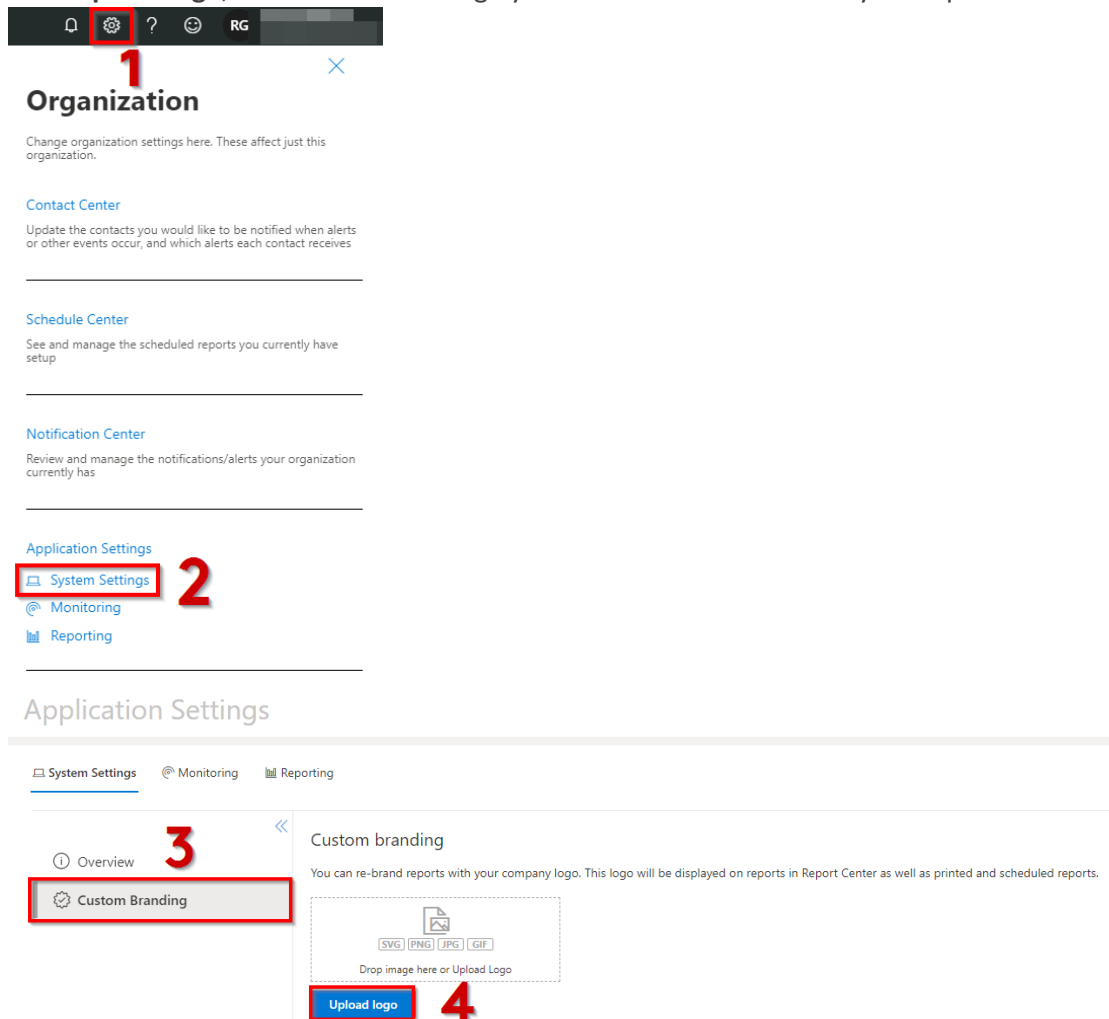 ?
RG
1
Organization
Change organization settings here. These affect just this
organization.
Contact Center
Update the contacts you would like to be notified when alerts
or other events occur, and which alerts each contact receives
Schedule Center
See and manage the scheduled reports you currently have
setup
Notification Center
Review and manage the notifications/alerts your organization
currently has
Application Settings
System Settings
2
Monitoring
Reporting
Application Settings
System Settings Monitoring Reporting
3
Overview
Custom Branding
Custom branding
You can re-brand reports with your company logo. This logo will be displayed on reports in Report Center as well as printed and scheduled reports.
SVG PNG JPG GIF
Drop image here or Upload Logo
Upload logo
4